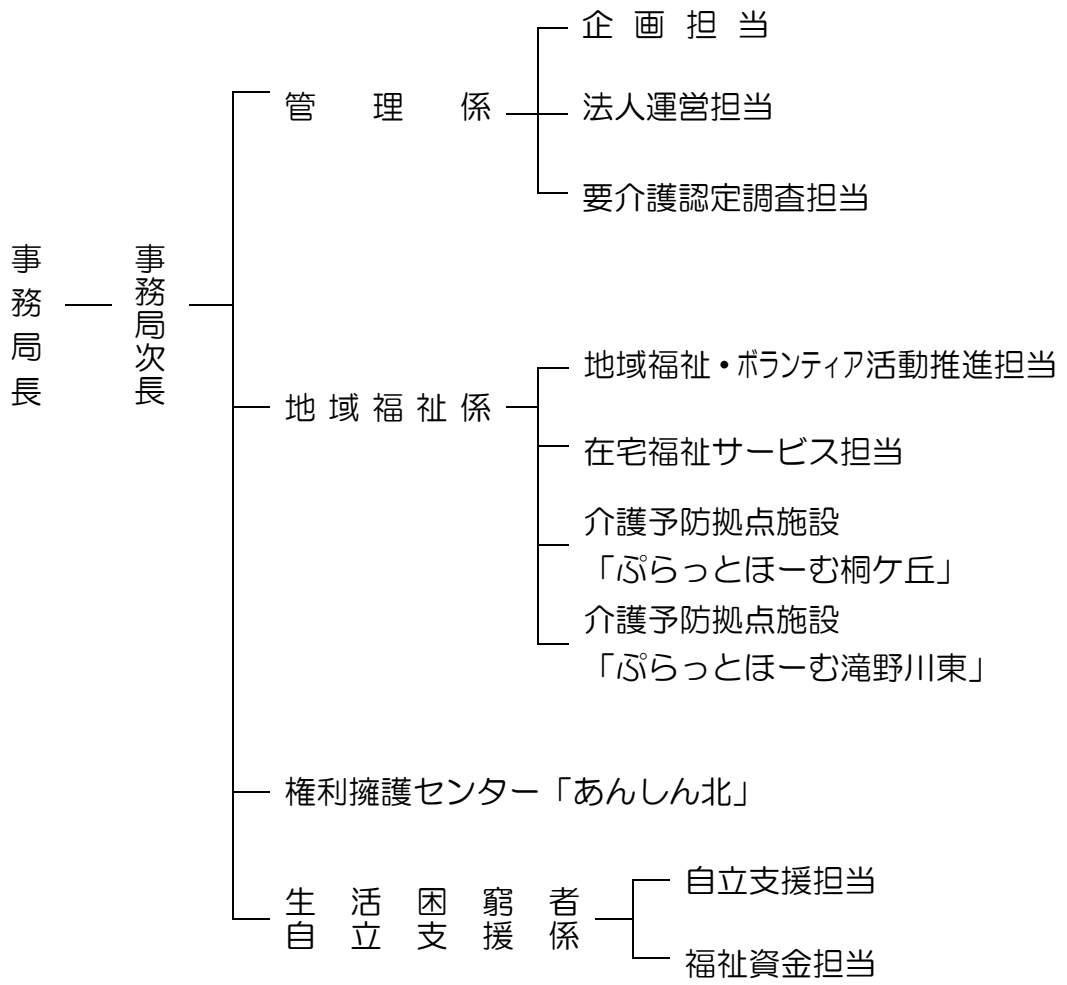 事務局長
事務局次長
管理係
企画担当
法人運営担当
要介護認定調査担当
地域福祉係
地域福祉・ボランティア活動推進担当
在宅福祉サービス担当
介護予防拠点施設
「ぷらっとほーむ桐ケ丘」
介護予防拠点施設
「ぷらっとほーむ滝野川東」
権利擁護センター「あんしん北」
生活困窮者
自立支援係
自立支援担当
福祉資金担当